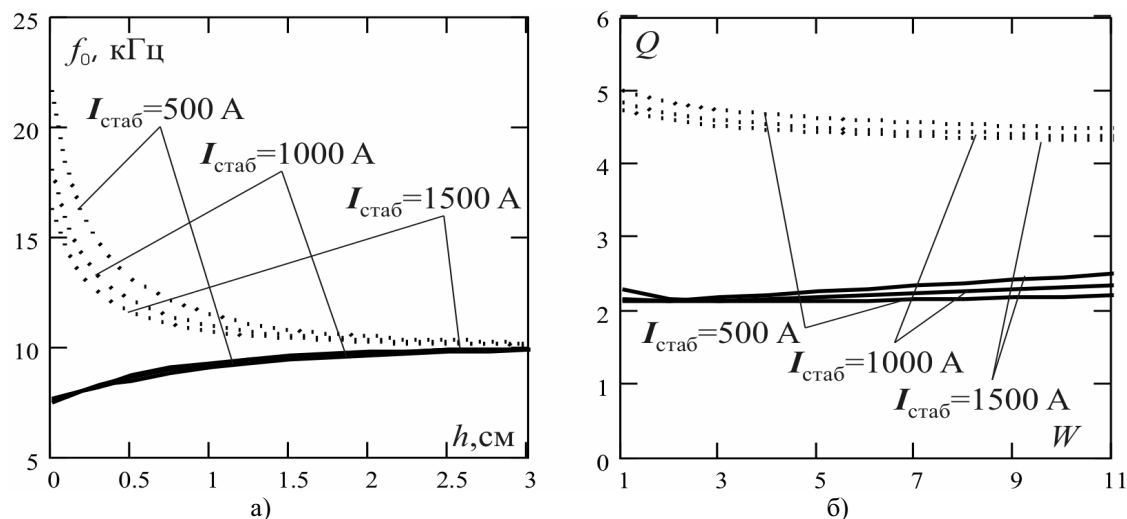 25
20
15
10
5
f₀, кГц
Iстаб=500 А
Iстаб=1000 А
Iстаб=1500 А
h,см
0 0.5 1 1.5 2 2.5 3
а)
6
5
4
3
2
1
0
Q
Iстаб=500 А
Iстаб=1000 А
Iстаб=1500 А
W
1 3 5 7 9 11
б)